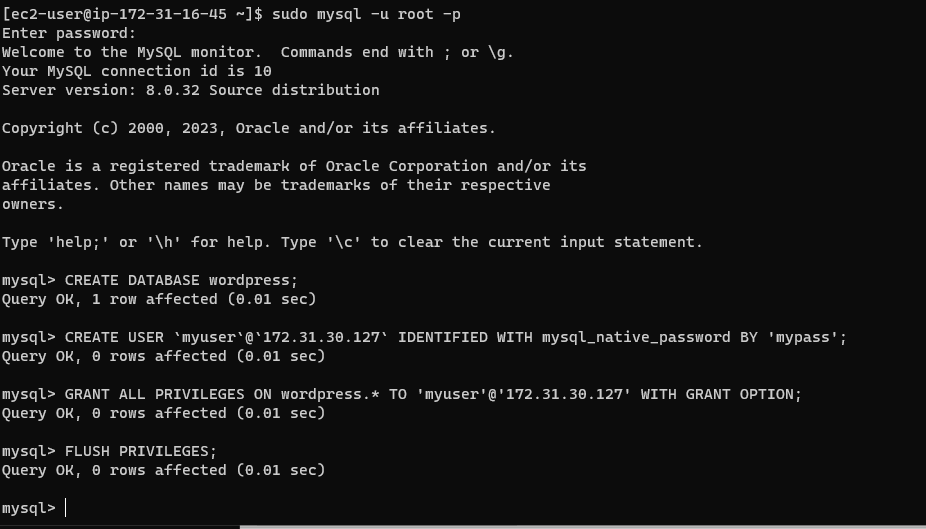 [ec2-user@ip-172-31-16-45 ~]$ sudo mysql -u root -p
Enter password:
Welcome to the MySQL monitor.  Commands end with ; or \g.
Your MySQL connection id is 10
Server version: 8.0.32 Source distribution
Copyright (c) 2000, 2023, Oracle and/or its affiliates.
Oracle is a registered trademark of Oracle Corporation and/or its
affiliates. Other names may be trademarks of their respective
owners.
Type 'help;' or '\h' for help. Type '\c' to clear the current input statement.
mysql> CREATE DATABASE wordpress;
Query OK, 1 row affected (0.01 sec)
mysql> CREATE USER `myuser`@`172.31.30.127` IDENTIFIED WITH mysql_native_password BY 'mypass';
Query OK, 0 rows affected (0.01 sec)
mysql> GRANT ALL PRIVILEGES ON wordpress.* TO 'myuser'@'172.31.30.127' WITH GRANT OPTION;
Query OK, 0 rows affected (0.01 sec)
mysql> FLUSH PRIVILEGES;
Query OK, 0 rows affected (0.01 sec)
mysql>